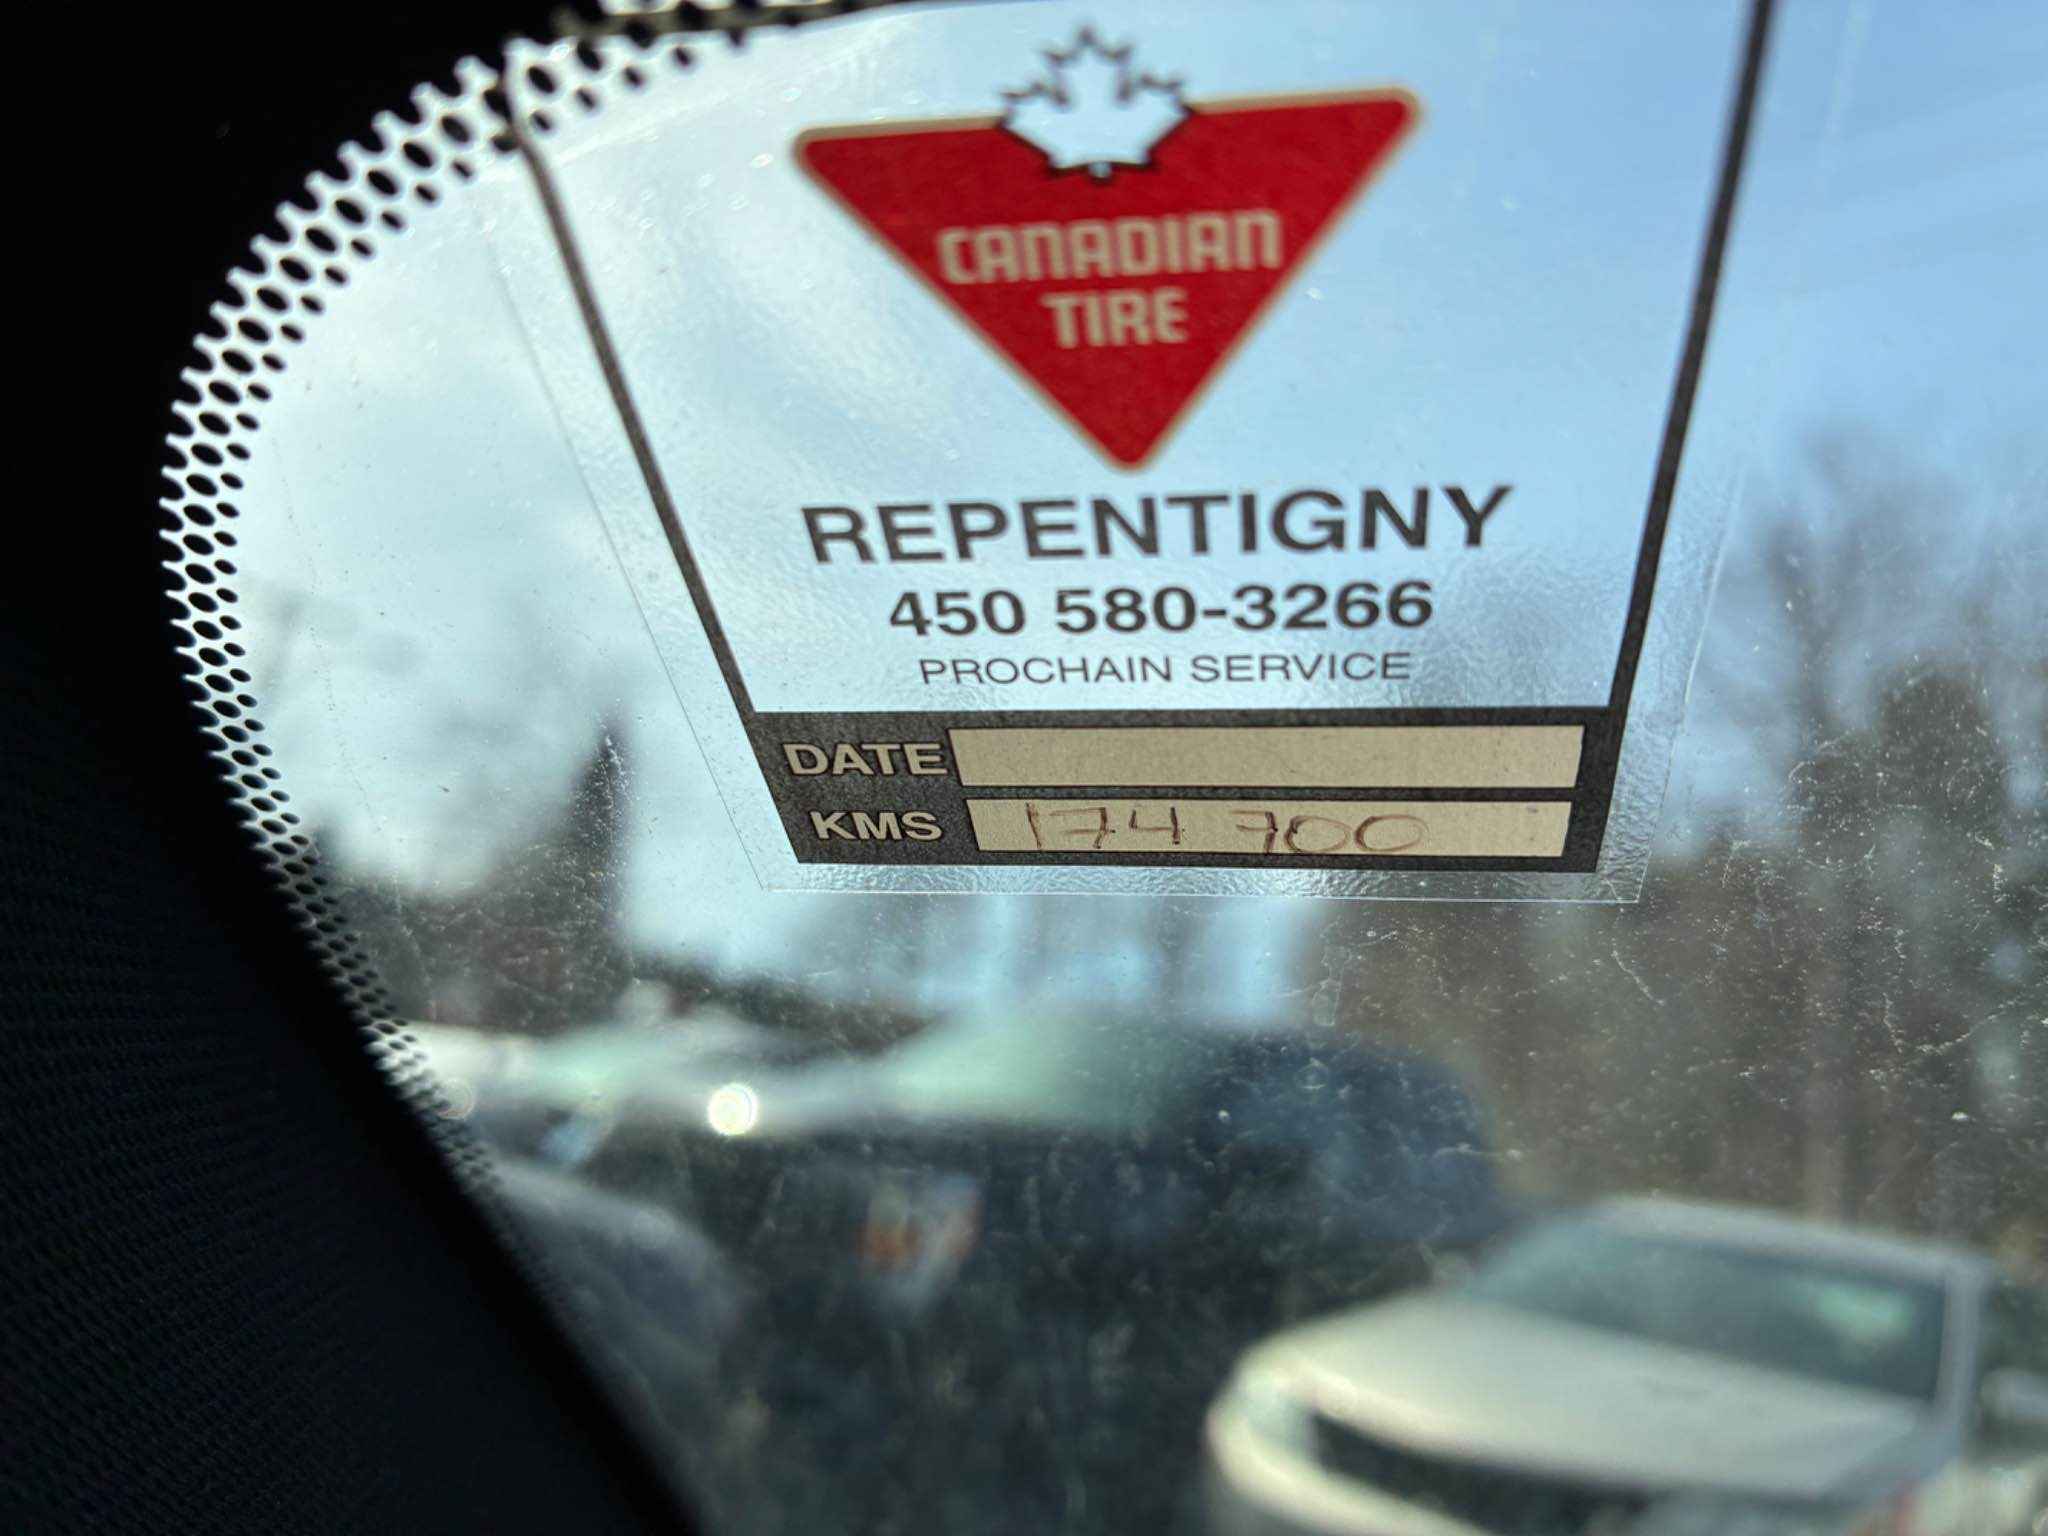 CANADIAN
TIRE
REPENTIGNY
450 580-3266
PROCHAIN SERVICE
DATE
KMS 174 700